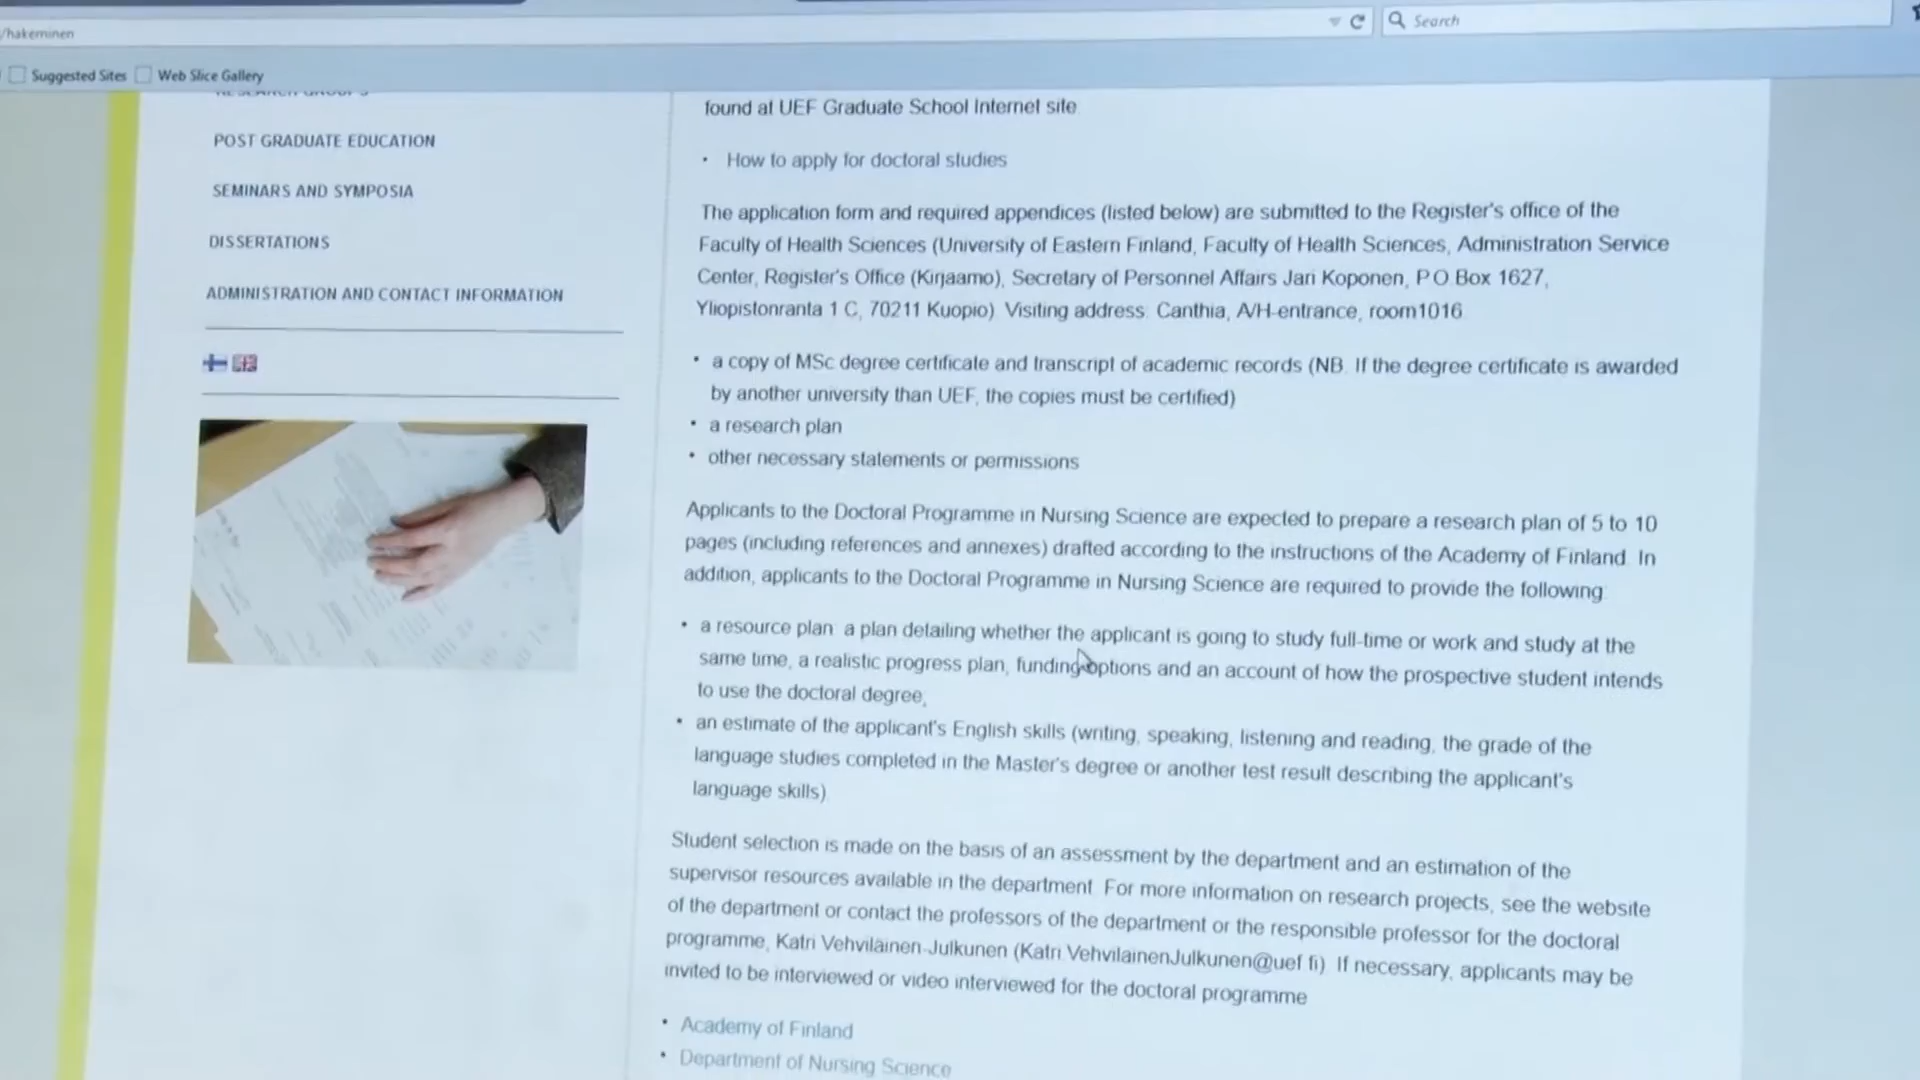 /hakeminen
Search
Suggested Sites
Web Slice Gallery
RESEARCH GROUPS
POST GRADUATE EDUCATION
SEMINARS AND SYMPOSIA
DISSERTATIONS
ADMINISTRATION AND CONTACT INFORMATION
found at UEF Graduate School Internet site
• How to apply for doctoral studies
The application form and required appendices (listed below) are submitted to the Register's office of the
Faculty of Health Sciences (University of Eastern Finland, Faculty of Health Sciences, Administration Service
Center, Register's Office (Kirjaamo), Secretary of Personnel Affairs Jari Koponen, P.O.Box 1627,
Yliopistonranta 1 C, 70211 Kuopio). Visiting address: Canthia, A/H-entrance, room1016.
• a copy of MSc degree certificate and transcript of academic records (NB. If the degree certificate is awarded
by another university than UEF, the copies must be certified)
• a research plan
• other necessary statements or permissions
Applicants to the Doctoral Programme in Nursing Science are expected to prepare a research plan of 5 to 10
pages (including references and annexes) drafted according to the instructions of the Academy of Finland. In
addition, applicants to the Doctoral Programme in Nursing Science are required to provide the following:
• a resource plan: a plan detailing whether the applicant is going to study full-time or work and study at the
same time, a realistic progress plan, funding options and an account of how the prospective student intends
to use the doctoral degree,
• an estimate of the applicant's English skills (writing, speaking, listening and reading, the grade of the
language studies completed in the Master's degree or another test result describing the applicant's
language skills).
Student selection is made on the basis of an assessment by the department and an estimation of the
supervisor resources available in the department. For more information on research projects, see the website
of the department or contact the professors of the department or the responsible professor for the doctoral
programme, Katri Vehviläinen-Julkunen (Katri.VehvilainenJulkunen@uef.fi). If necessary, applicants may be
invited to be interviewed or video interviewed for the doctoral programme.
• Academy of Finland
• Department of Nursing Science